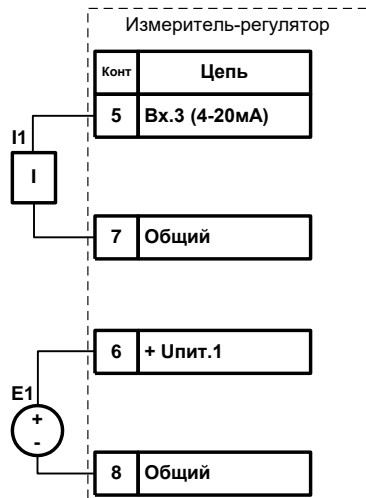 Измеритель-регулятор
Конт Цепь
5 Вх.3 (4-20мА)
I1
I
7 Общий
6 + Uпит.1
E1
+
-
8 Общий